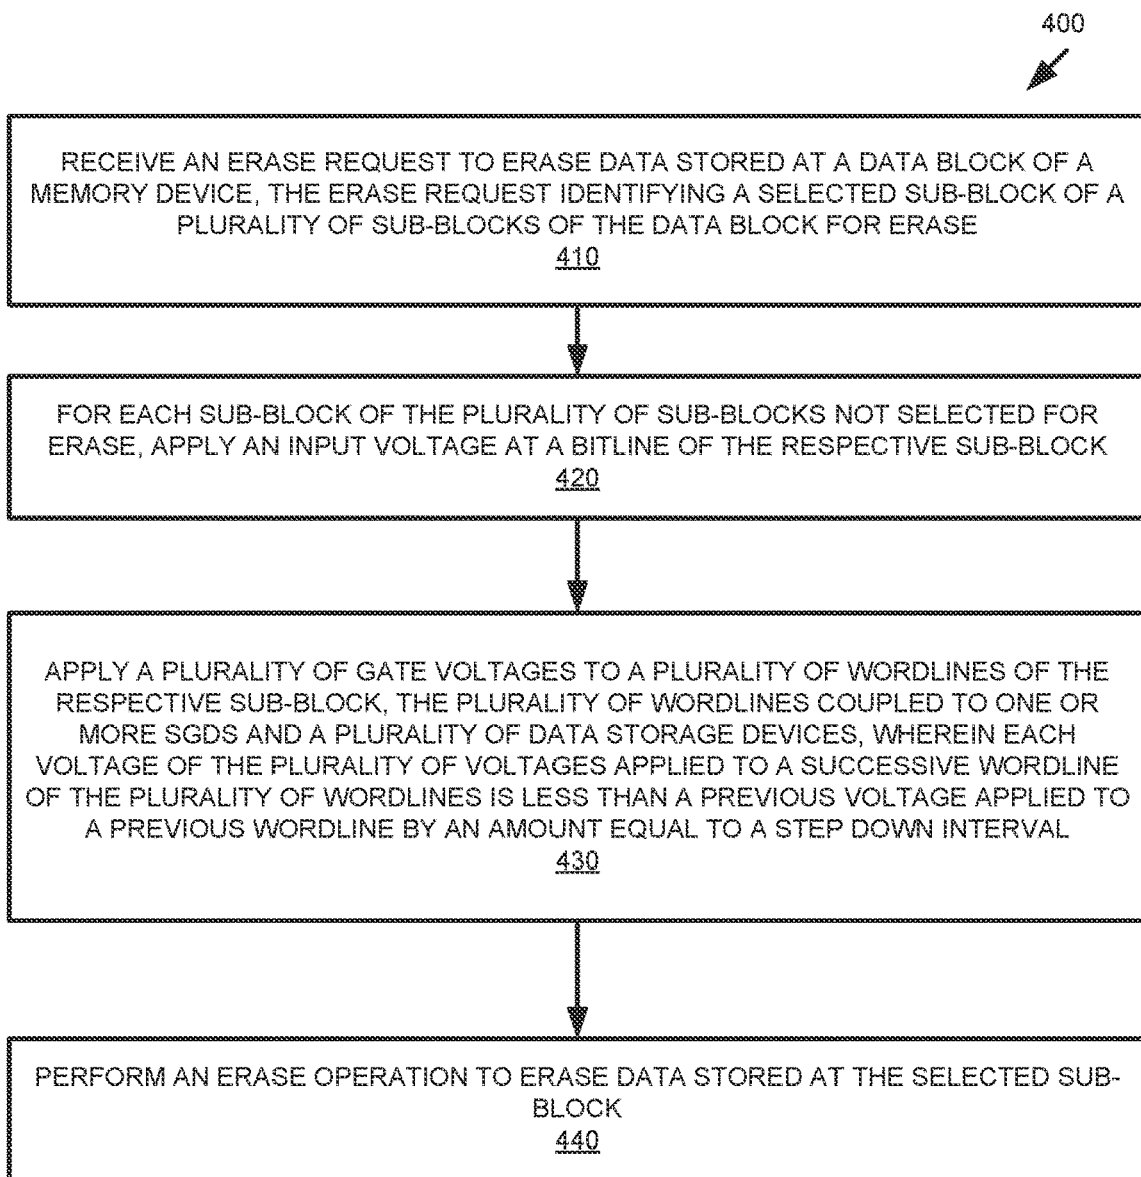 400
RECEIVE AN ERASE REQUEST TO ERASE DATA STORED AT A DATA BLOCK OF A
MEMORY DEVICE, THE ERASE REQUEST IDENTIFYING A SELECTED SUB-BLOCK OF A
PLURALITY OF SUB-BLOCKS OF THE DATA BLOCK FOR ERASE
410
FOR EACH SUB-BLOCK OF THE PLURALITY OF SUB-BLOCKS NOT SELECTED FOR
ERASE, APPLY AN INPUT VOLTAGE AT A BITLINE OF THE RESPECTIVE SUB-BLOCK
420
APPLY A PLURALITY OF GATE VOLTAGES TO A PLURALITY OF WORDLINES OF THE
RESPECTIVE SUB-BLOCK, THE PLURALITY OF WORDLINES COUPLED TO ONE OR
MORE SGDS AND A PLURALITY OF DATA STORAGE DEVICES, WHEREIN EACH
VOLTAGE OF THE PLURALITY OF VOLTAGES APPLIED TO A SUCCESSIVE WORDLINE
OF THE PLURALITY OF WORDLINES IS LESS THAN A PREVIOUS VOLTAGE APPLIED TO
A PREVIOUS WORDLINE BY AN AMOUNT EQUAL TO A STEP DOWN INTERVAL
430
PERFORM AN ERASE OPERATION TO ERASE DATA STORED AT THE SELECTED SUB-
BLOCK
440